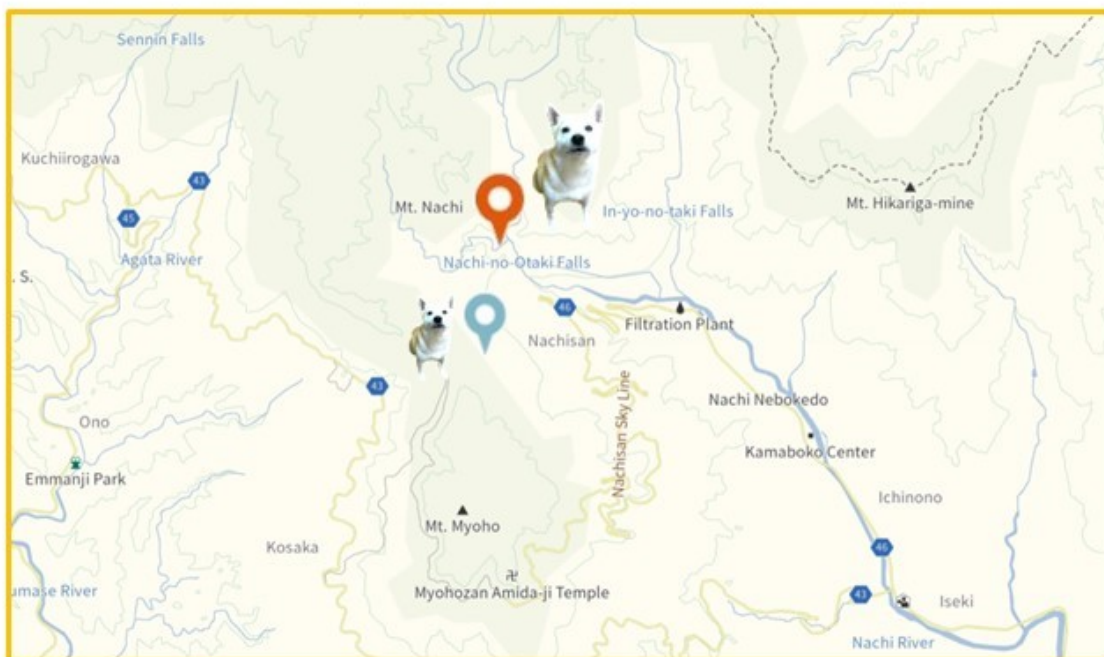 Sennin Falls
Kuchiirogawa
43
45
Mt. Nachi
In-yo-no-taki Falls
Mt. Hikariga-mine
Agata River
Nachi-no-Otaki Falls
. S.
46
Filtration Plant
Nachisan
43
Nachisan Sky Line
Nachi Nebokedo
Ono
Kamaboko Center
Emmanji Park
Ichinono
Mt. Myoho
Kosaka
46
卍
Myohozan Amida-ji Temple
umase River
43
Iseki
Nachi River